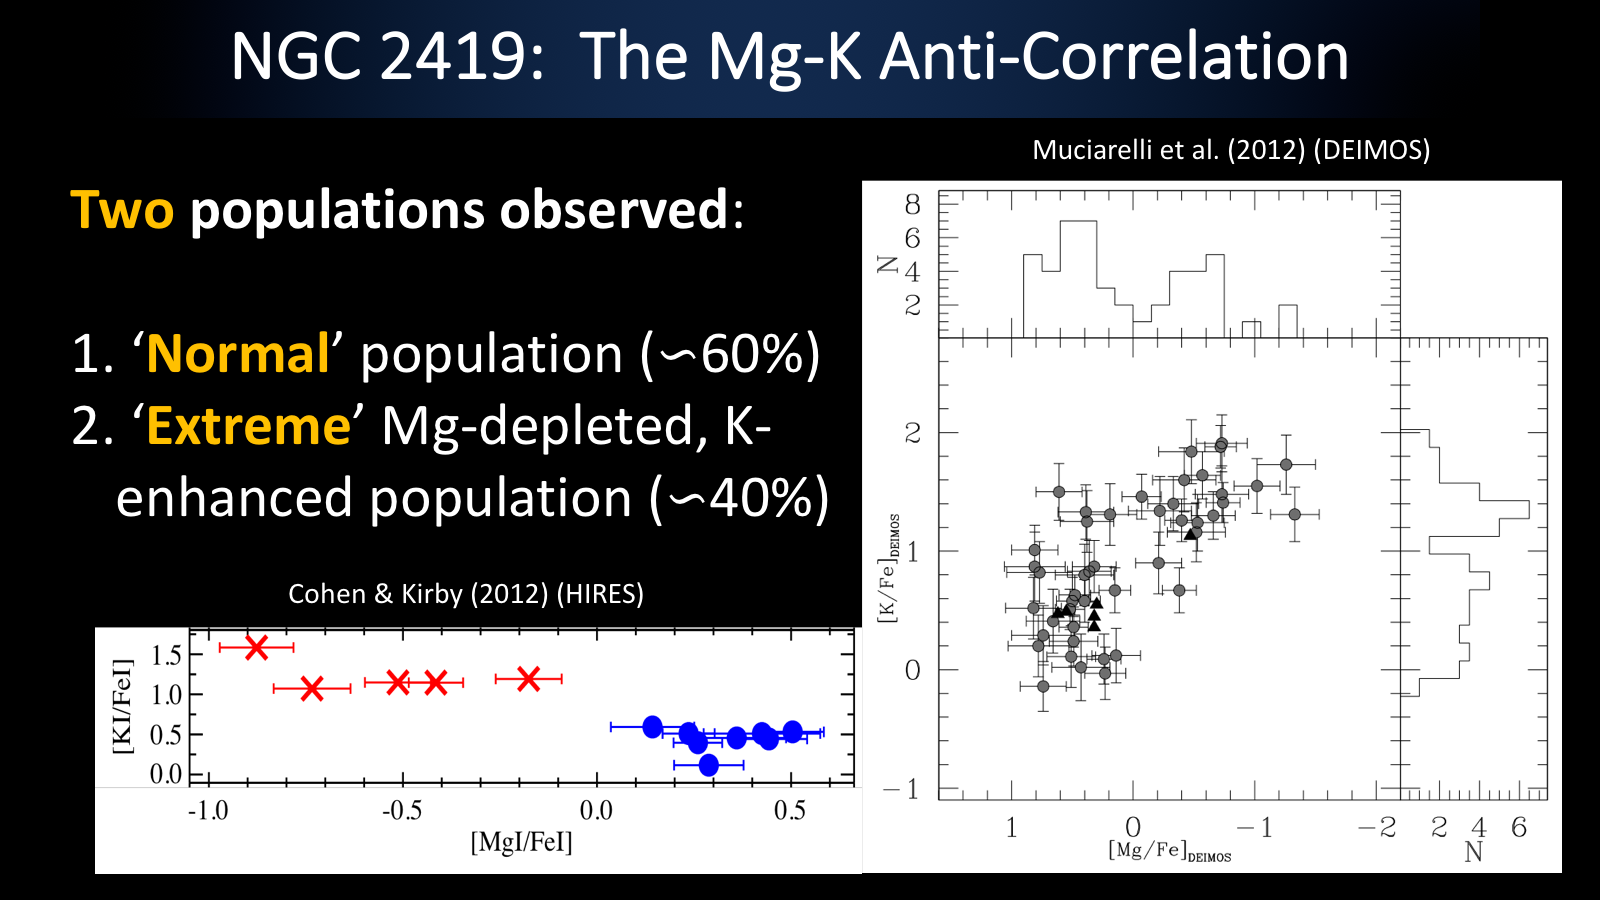 NGC 2419: The Mg-K Anti-Correlation
Muciarelli et al. (2012) (DEIMOS)
Two populations observed:
1. ‘Normal’ population (∽60%)
2. ‘Extreme’ Mg-depleted, K-
enhanced population (∽40%)
Cohen & Kirby (2012) (HIRES)
[KI/FeI]
1.5
1.0
0.5
0.0
-1.0 -0.5 0.0 0.5
[MgI/FeI]
N
8
6
4
2
[K/Fe]DEIMOS
2
1
0
−1
1 0 −1 −2
[Mg/Fe]DEIMOS
2 4 6
N